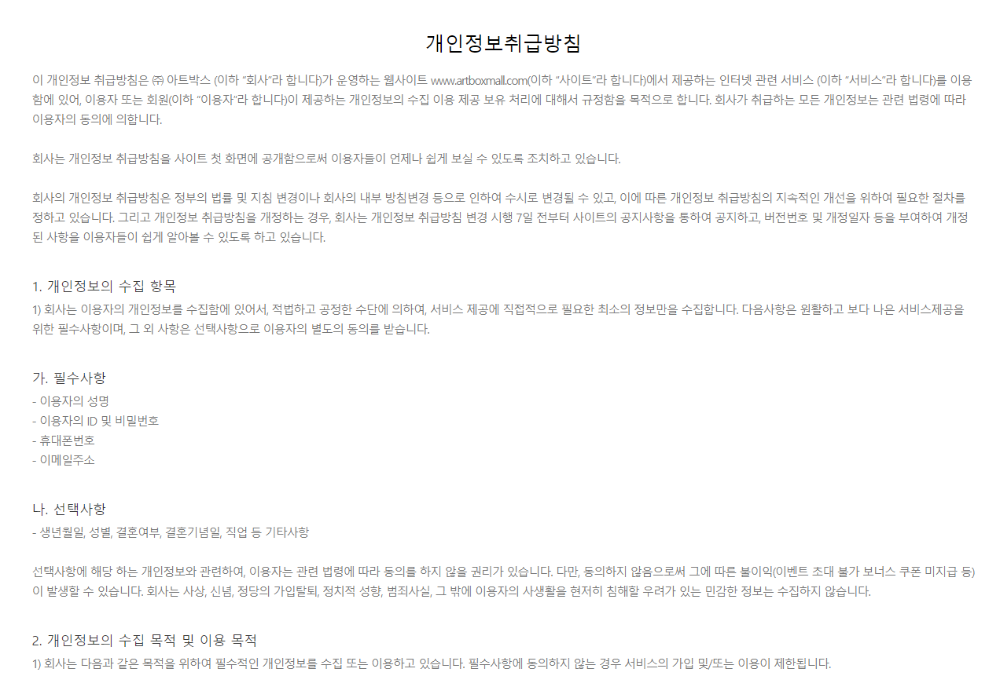 개인정보취급방침
이 개인정보 취급방침은 ㈜ 아트박스 (이하 “회사”라 합니다)가 운영하는 웹사이트 www.artboxmall.com(이하 “사이트”라 합니다)에서 제공하는 인터넷 관련 서비스 (이하 “서비스”라 합니다)를 이용
함에 있어, 이용자 또는 회원(이하 “이용자”라 합니다)이 제공하는 개인정보의 수집 이용 제공 보유 처리에 대해서 규정함을 목적으로 합니다. 회사가 취급하는 모든 개인정보는 관련 법령에 따라
이용자의 동의에 의합니다.
회사는 개인정보 취급방침을 사이트 첫 화면에 공개함으로써 이용자들이 언제나 쉽게 보실 수 있도록 조치하고 있습니다.
회사의 개인정보 취급방침은 정부의 법률 및 지침 변경이나 회사의 내부 방침변경 등으로 인하여 수시로 변경될 수 있고, 이에 따른 개인정보 취급방침의 지속적인 개선을 위하여 필요한 절차를
정하고 있습니다. 그리고 개인정보 취급방침을 개정하는 경우, 회사는 개인정보 취급방침 변경 시행 7일 전부터 사이트의 공지사항을 통하여 공지하고, 버전번호 및 개정일자 등을 부여하여 개정
된 사항을 이용자들이 쉽게 알아볼 수 있도록 하고 있습니다.
1. 개인정보의 수집 항목
1) 회사는 이용자의 개인정보를 수집함에 있어서, 적법하고 공정한 수단에 의하여, 서비스 제공에 직접적으로 필요한 최소의 정보만을 수집합니다. 다음사항은 원활하고 보다 나은 서비스제공을
위한 필수사항이며, 그 외 사항은 선택사항으로 이용자의 별도의 동의를 받습니다.
가. 필수사항
- 이용자의 성명
- 이용자의 ID 및 비밀번호
- 휴대폰번호
- 이메일주소
나. 선택사항
- 생년월일, 성별, 결혼여부, 결혼기념일, 직업 등 기타사항
선택사항에 해당 하는 개인정보와 관련하여, 이용자는 관련 법령에 따라 동의를 하지 않을 권리가 있습니다. 다만, 동의하지 않음으로써 그에 따른 불이익(이벤트 초대 불가 보너스 쿠폰 미지급 등)
이 발생할 수 있습니다. 회사는 사상, 신념, 정당의 가입탈퇴, 정치적 성향, 범죄사실, 그 밖에 이용자의 사생활을 현저히 침해할 우려가 있는 민감한 정보는 수집하지 않습니다.
2. 개인정보의 수집 목적 및 이용 목적
1) 회사는 다음과 같은 목적을 위하여 필수적인 개인정보를 수집 또는 이용하고 있습니다. 필수사항에 동의하지 않는 경우 서비스의 가입 및/또는 이용이 제한됩니다.